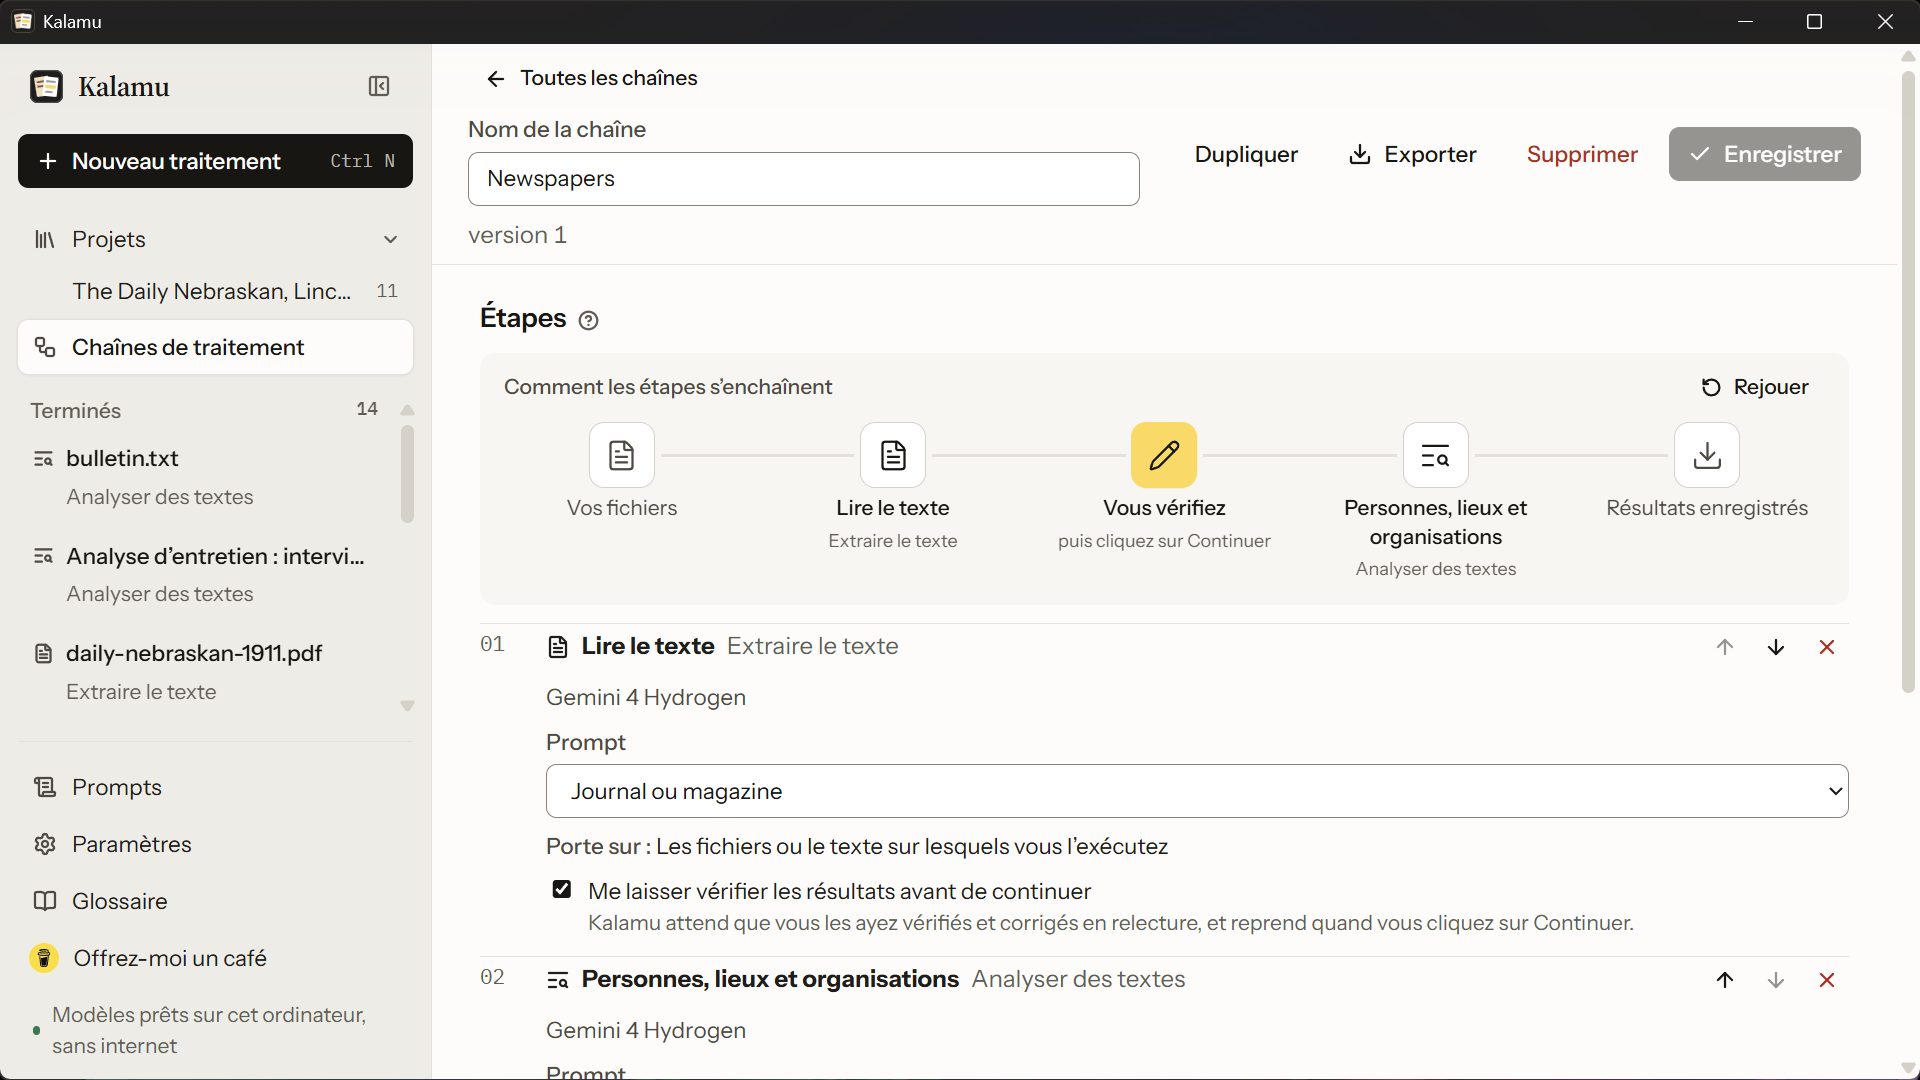 Kalamu
Kalamu
Nouveau traitement Ctrl N
Projets
The Daily Nebraskan, Linc... 11
Chaînes de traitement
Terminés 14
bulletin.txt
Analyser des textes
Analyse d’entretien : intervi...
Analyser des textes
daily-nebraskan-1911.pdf
Extraire le texte
Prompts
Paramètres
Glossaire
Offrez-moi un café
Modèles prêts sur cet ordinateur,
sans internet
Toutes les chaînes
Nom de la chaîne
Newspapers
version 1
Dupliquer Exporter Supprimer Enregistrer
Étapes
Comment les étapes s’enchaînent Rejouer
Vos fichiers
Lire le texte
Extraire le texte
Vous vérifiez
puis cliquez sur Continuer
Personnes, lieux et
organisations
Analyser des textes
Résultats enregistrés
01 Lire le texte Extraire le texte
Gemini 4 Hydrogen
Prompt
Journal ou magazine
Porte sur : Les fichiers ou le texte sur lesquels vous l’exécutez
Me laisser vérifier les résultats avant de continuer
Kalamu attend que vous les ayez vérifiés et corrigés en relecture, et reprend quand vous cliquez sur Continuer.
02 Personnes, lieux et organisations Analyser des textes
Gemini 4 Hydrogen
Prompt